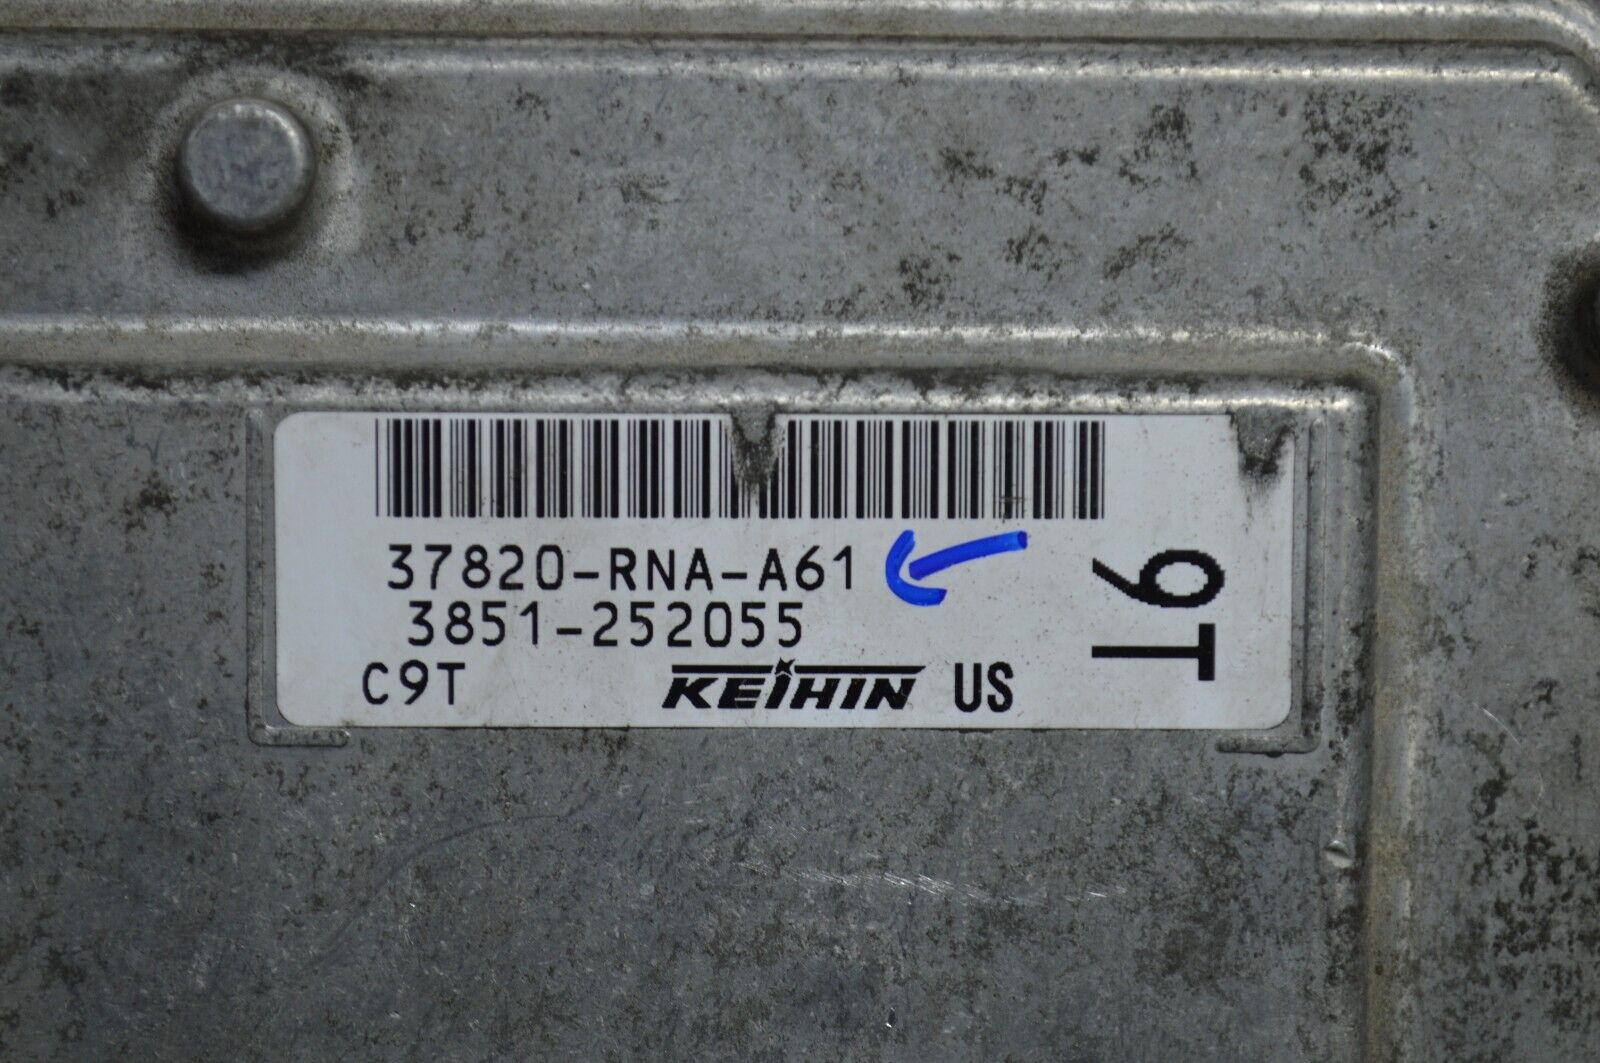 37820-RNA-A61
3851-252055
C9T KEIHIN US
9T